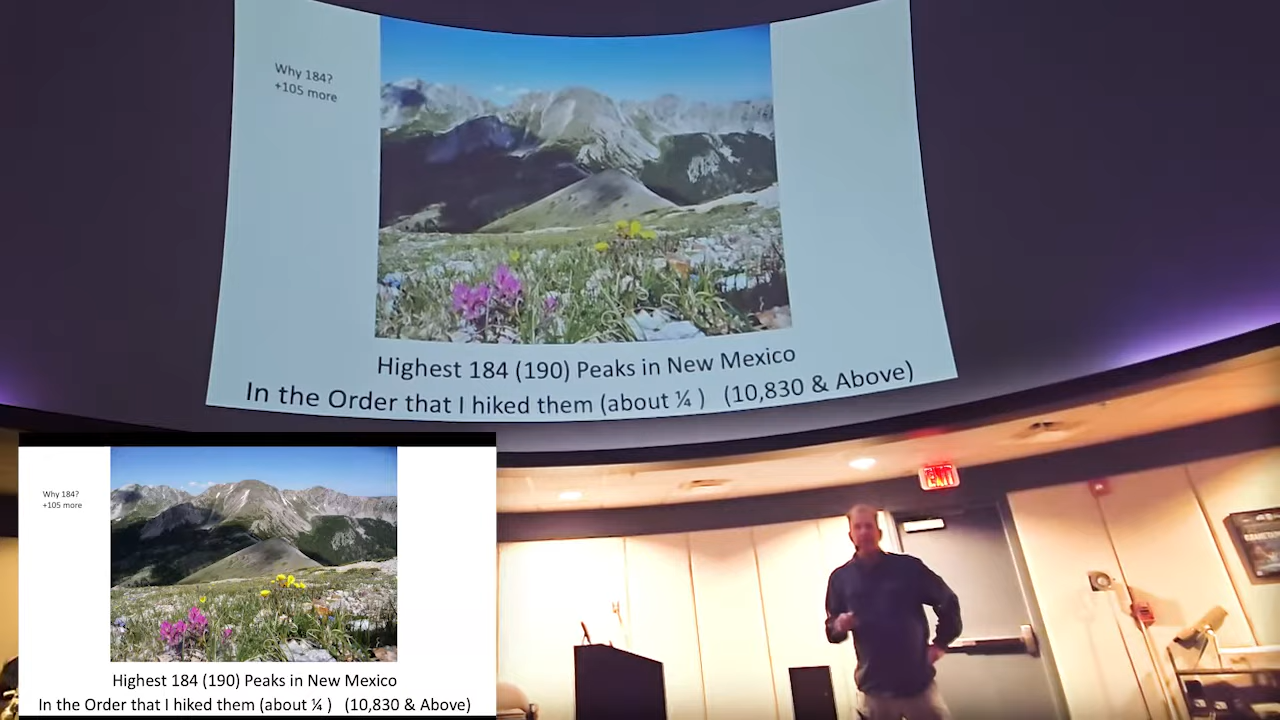 Why 184?
+105 more
Highest 184 (190) Peaks in New Mexico
In the Order that I hiked them (about ¼ ) (10,830 & Above)
Why 184?
+105 more
Highest 184 (190) Peaks in New Mexico
In the Order that I hiked them (about ¼ ) (10,830 & Above)
EXIT